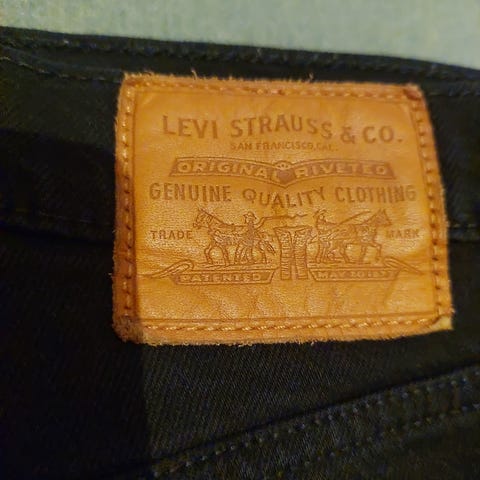 LEVI STRAUSS & CO.
SAN FRANCISCO, CAL.
ORIGINAL RIVETED
GENUINE QUALITY CLOTHING
TRADE MARK
PATENTED MAY 20 1873